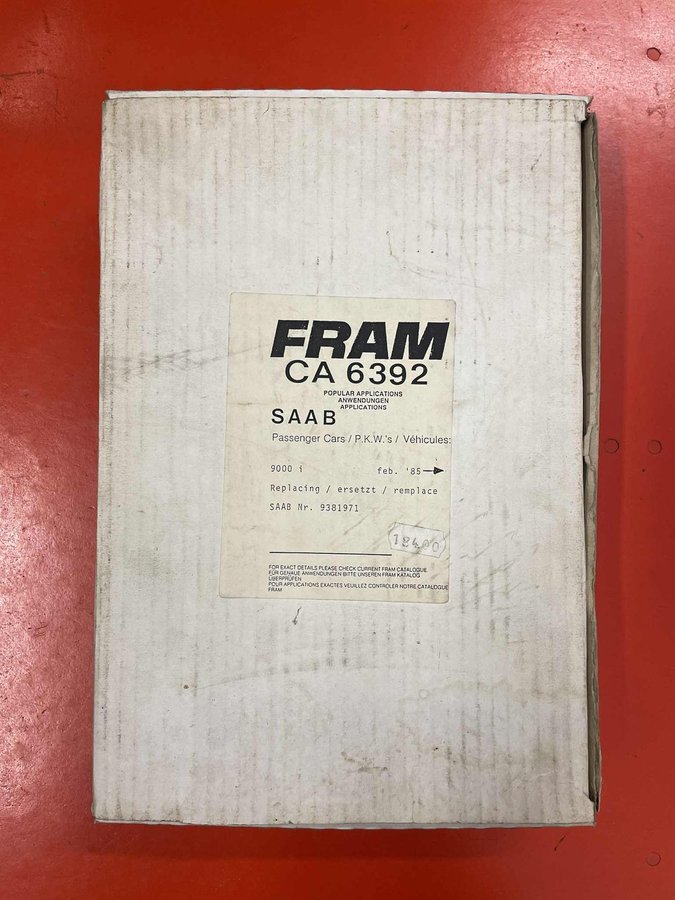 FRAM
CA 6392
POPULAR APPLICATIONS
ANWENDUNGEN
APPLICATIONS
SAAB
Passenger Cars / P.K.W.'s / Véhicules:
9000 i feb. '85
Replacing / ersetzt / remplace
SAAB Nr. 9381971
184,00
FOR EXACT DETAILS PLEASE CHECK CURRENT FRAM CATALOGUE
FÜR GENAUE ANWENDUNGEN BITTE UNSEREN FRAM KATALOG
ÜBERPRÜFEN
POUR APPLICATIONS EXACTES VEUILLEZ CONTROLER NOTRE CATALOGUE
FRAM